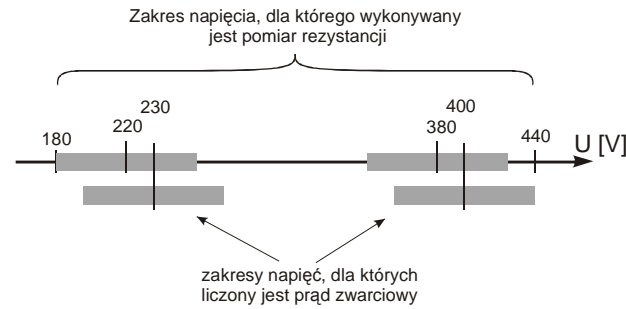 Zakres napięcia, dla którego wykonywany
jest pomiar rezystancji
180
220
230
380
400
440
U [V]
zakresy napięć, dla których
liczony jest prąd zwarciowy